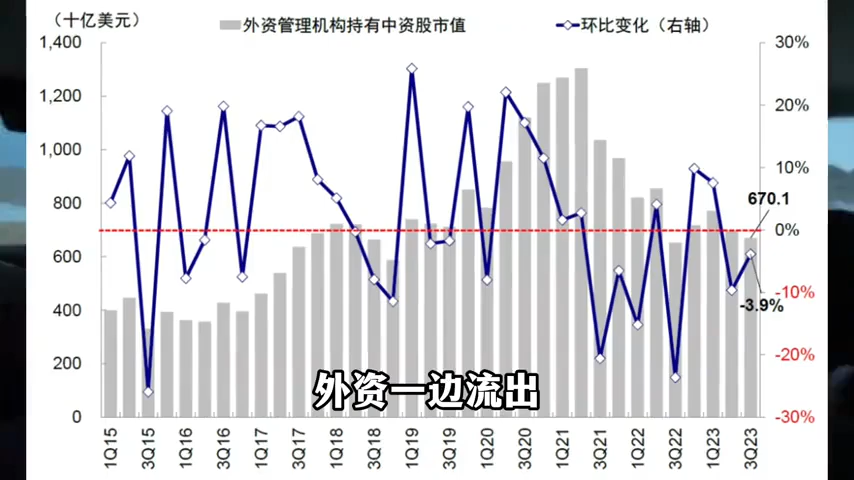 （十亿美元）
外资管理机构持有中资股市值
环比变化（右轴）
1,400
1,200
1,000
800
600
400
200
0
30%
20%
10%
0%
-10%
-20%
-30%
670.1
-3.9%
外资一边流出
1Q15
3Q15
1Q16
3Q16
1Q17
3Q17
1Q18
3Q18
1Q19
3Q19
1Q20
3Q20
1Q21
3Q21
1Q22
3Q22
1Q23
3Q23